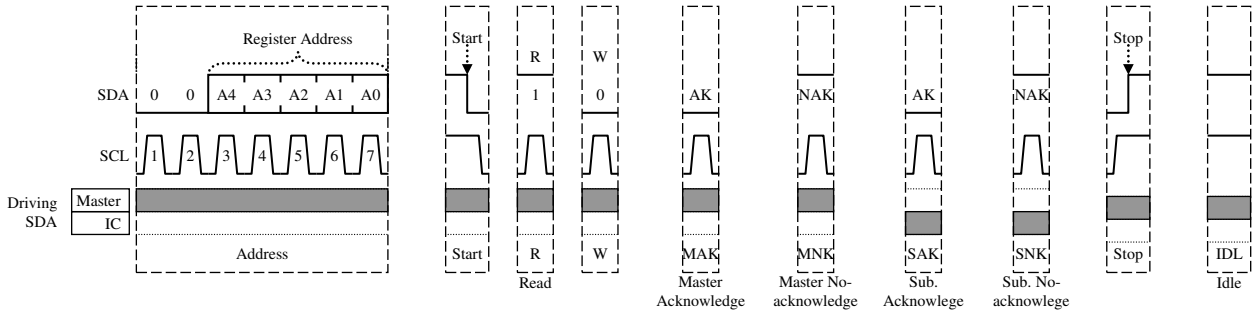 Register Address
Start
Stop
R
W
SDA
0
0
A4
A3
A2
A1
A0
1
0
AK
NAK
AK
NAK
SCL
1
2
3
4
5
6
7
Driving
SDA
Master
IC
Address
Start
R
W
MAK
MNK
SAK
SNK
Stop
IDL
Read
Master
Acknowledge
Master No-
acknowledge
Sub.
Acknowlege
Sub. No-
acknowlege
Idle